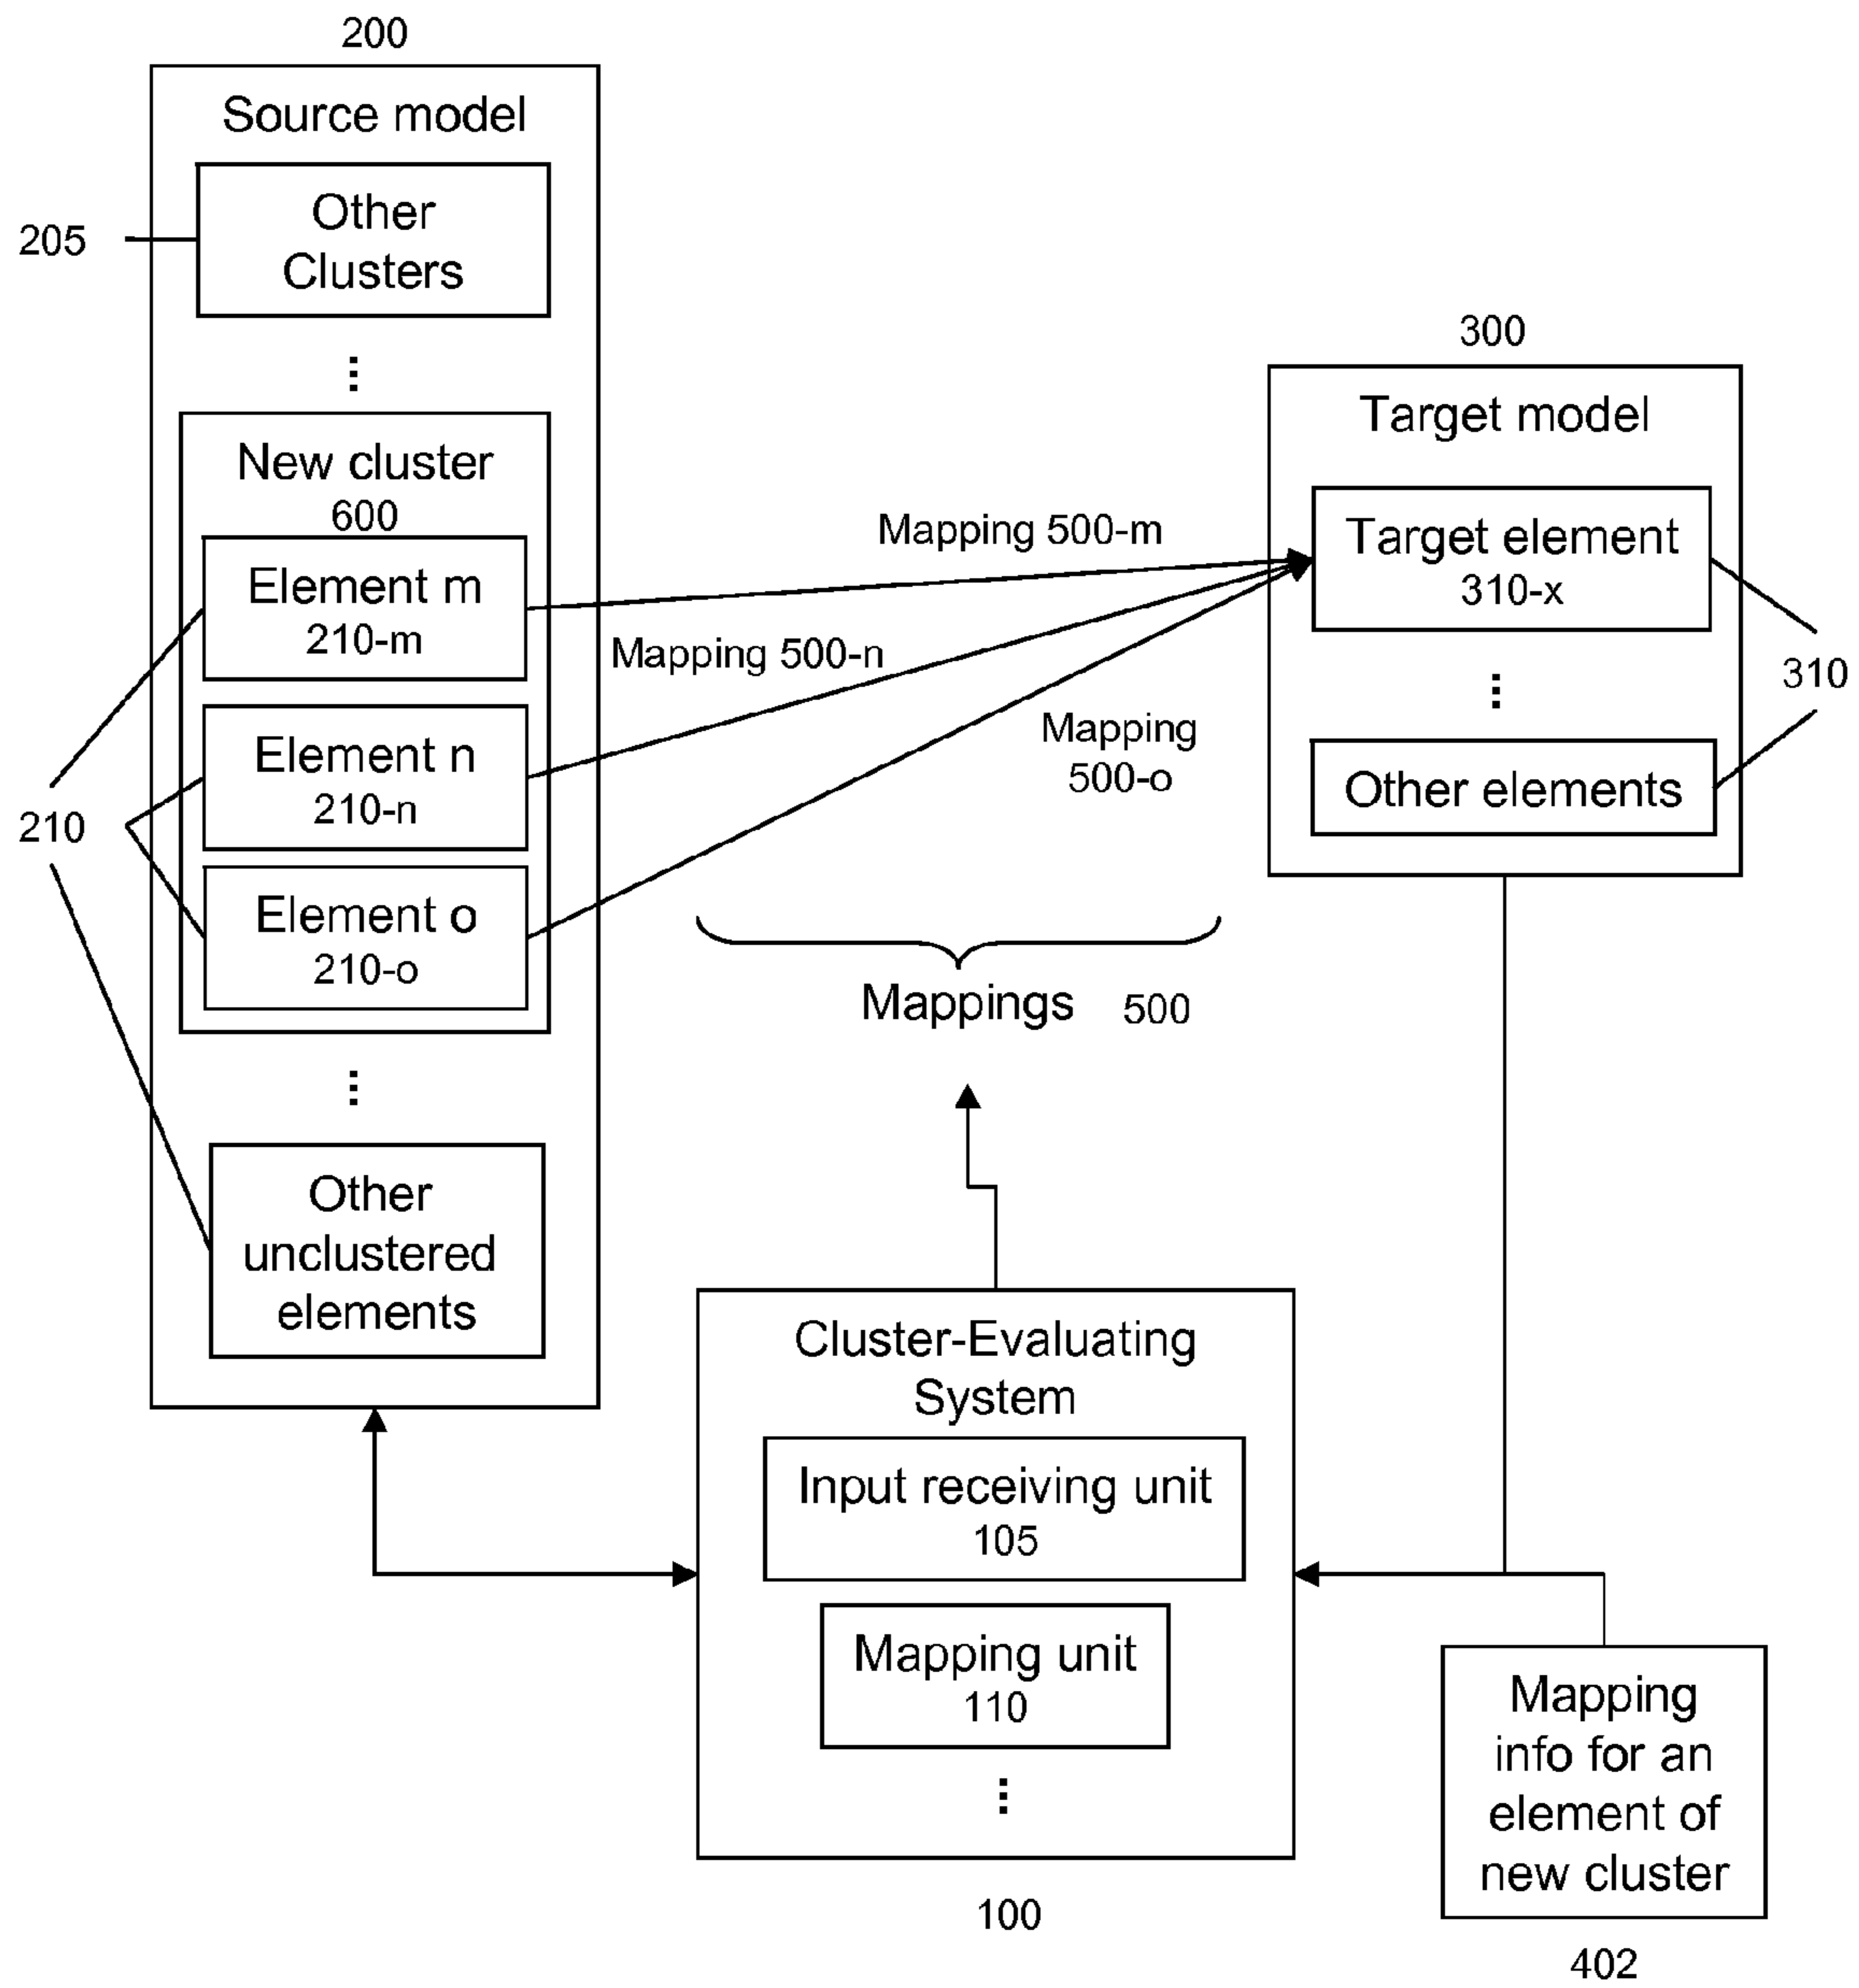 200
Source model
Other
Clusters
205
⋮
New cluster
600
Element m
210-m
Element n
210-n
Element o
210-o
210
⋮
Other
unclustered
elements
Mapping 500-m
Mapping 500-n
Mapping
500-o
Mappings 500
300
Target model
Target element
310-x
⋮
310
Other elements
Cluster-Evaluating
System
Input receiving unit
105
Mapping unit
110
⋮
100
Mapping
info for an
element of
new cluster
402